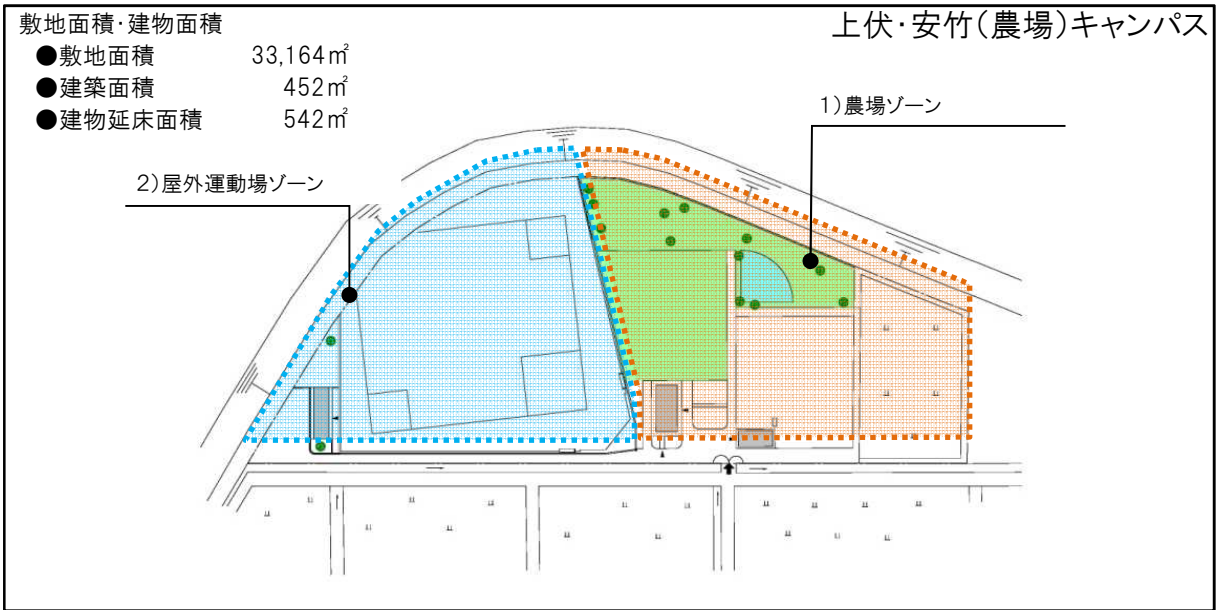 上伏・安竹(農場)キャンパス
敷地面積・建物面積
●敷地面積 33,164㎡
●建築面積 452㎡
●建物延床面積 542㎡
1)農場ゾーン
2)屋外運動場ゾーン